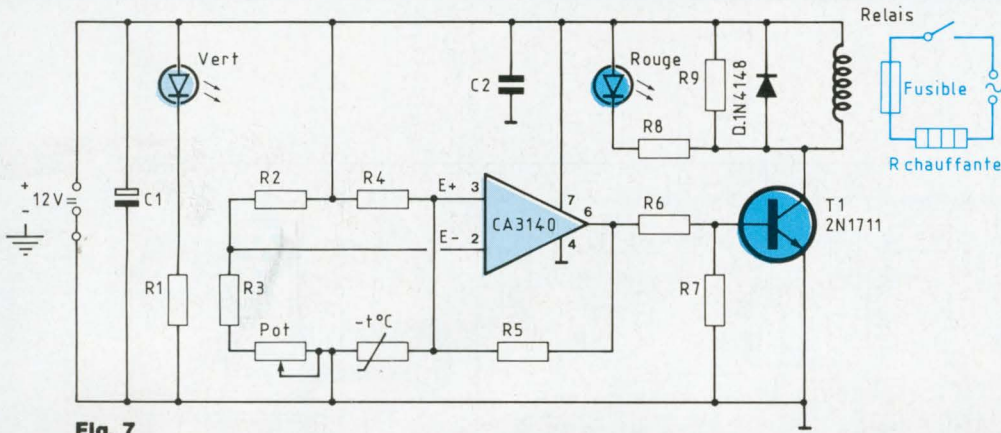 Relais
Vert
Rouge
C2
R9
D.1N4148
Fusible
R8
R chauffante
+
12V=
-
C1
R2
R4
E+
3
7
6
CA3140
4
E-
2
R6
T1
2N1711
R1
R3
R7
Pot
-t°C
R5
Fig. 7